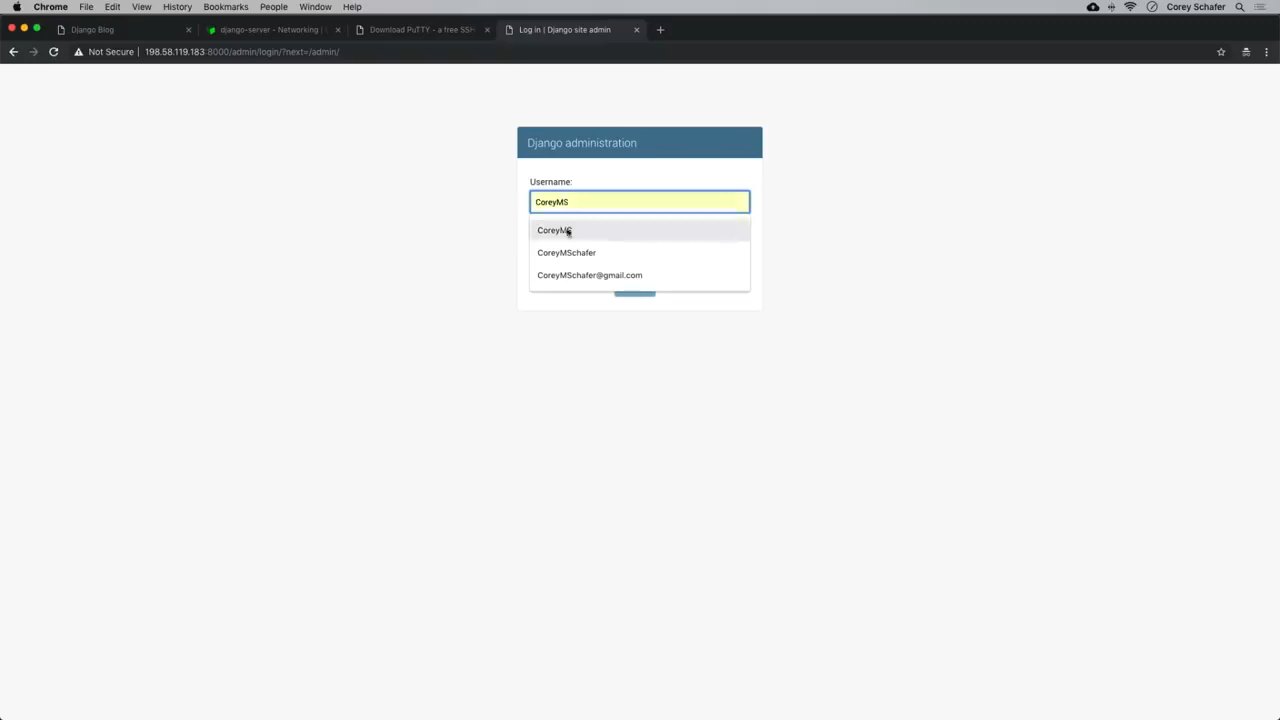 Chrome File Edit View History Bookmarks People Window Help Corey Schafer
Django Blog django-server - Networking | Download PuTTY - a free SSH Log in | Django site admin
Not Secure 198.58.119.183:8000/admin/login/?next=/admin/
Django administration
Username:
CoreyMS
CoreyMS
CoreyMSchafer
CoreyMSchafer@gmail.com